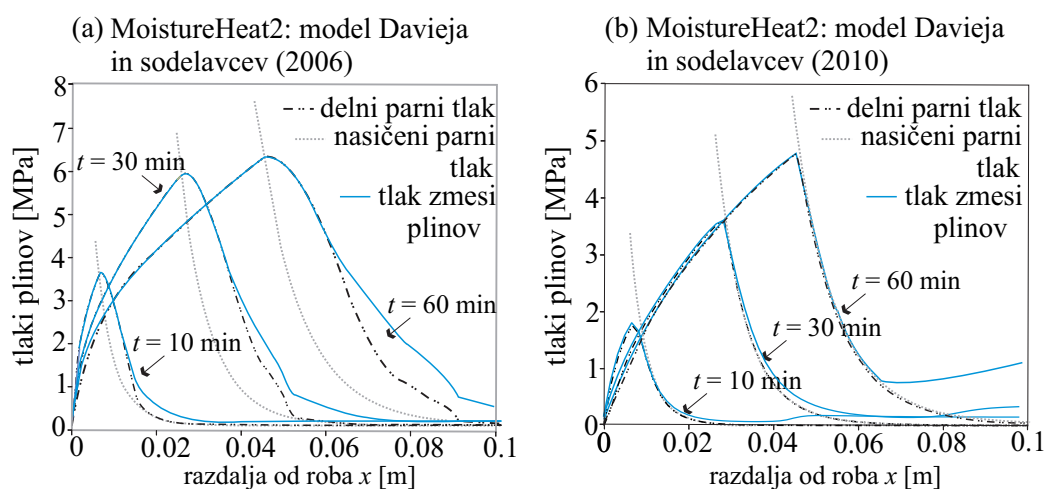 (a) MoistureHeat2: model Davieja
in sodelavcev (2006)
8
7
6
5
4
3
2
1
0
tlaki plinov [MPa]
delni parni tlak
nasičeni parni
tlak
tlak zmesi
plinov
t = 30 min
t = 60 min
t = 10 min
0
0.02
0.04
0.06
0.08
0.1
razdalja od roba x [m]
(b) MoistureHeat2: model Davieja
in sodelavcev (2010)
6
5
4
3
2
1
0
tlaki plinov [MPa]
delni parni tlak
nasičeni parni
tlak
tlak zmesi
plinov
t = 60 min
t = 30 min
t = 10 min
0
0.02
0.04
0.06
0.08
0.1
razdalja od roba x [m]